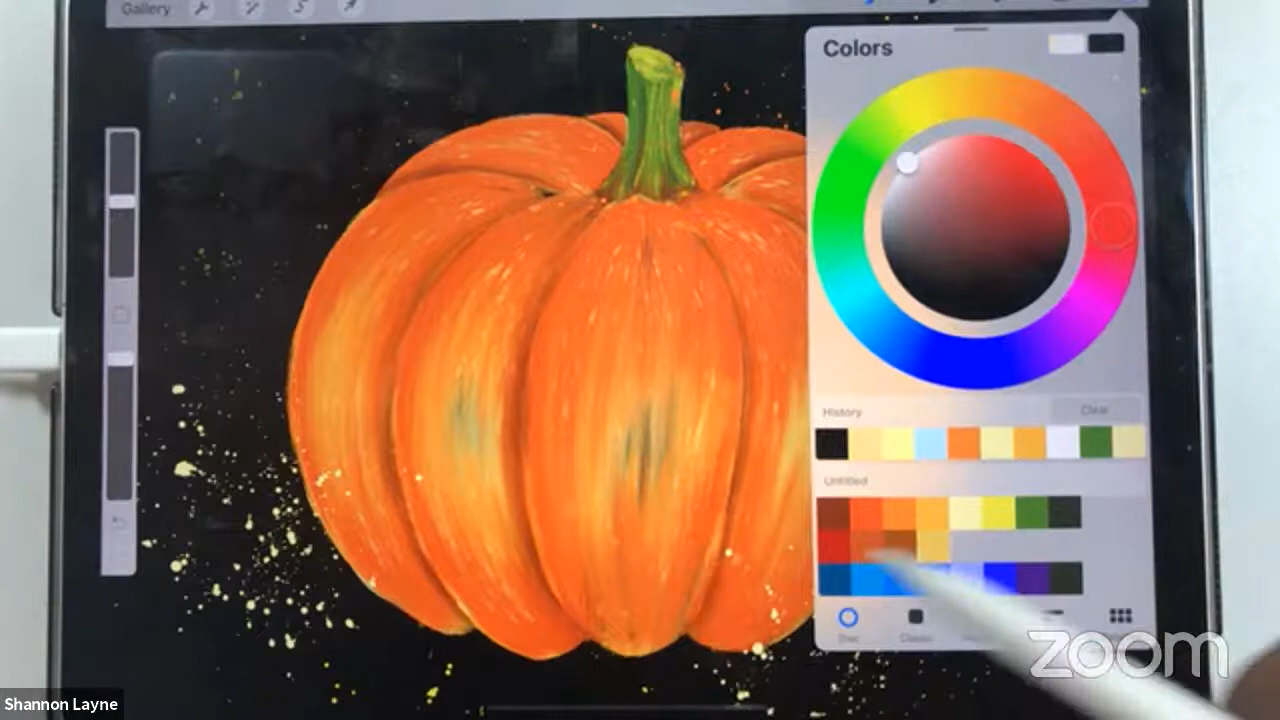 Gallery
Colors
History
Clear
Untitled
Disc
Classic
zoom
Shannon Layne